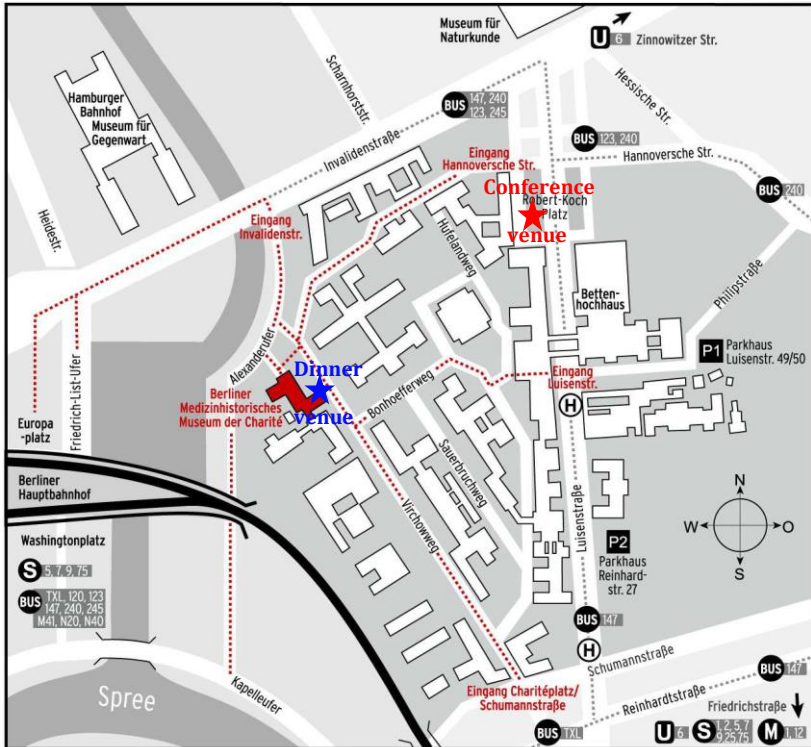 Museum für
Naturkunde
U 6 Zinnowitzer Str.
Scharnhorststr.
Hessische Str.
Hamburger
Bahnhof
Museum für
Gegenwart
BUS 147, 240
123, 245
Invalidenstraße
BUS 123, 240
Hannoversche Str.
Eingang
Hannoversche Str.
BUS 240
Conference
Robert-Koch
Platz
venue
Heidestr.
Eingang
Invalidenstr.
Hufelandweg
Philipstraße
Betten-
hochhaus
P1 Parkhaus
Luisenstr. 49/50
Alexanderufer
Dinner
venue
Berliner
Medizinhistorisches
Museum der Charité
Bonhoefferweg
Eingang
Luisenstr.
H
Friedrich-List-Ufer
Europa
-platz
Sauerbruchweg
Berliner
Hauptbahnhof
Virchowweg
Luisenstraße
N
W O
S
P2
Parkhaus
Reinhard-
str. 27
Washingtonplatz
S 5, 7, 9, 75
BUS TXL, 120, 123
147, 240, 245
M41, N20, N40
BUS 147
H
Schumannstraße
Spree
Kapelleufer
Eingang Charitéplatz/
Schumannstraße
BUS 147
Reinhardtstraße
Friedrichstraße
BUS TXL
U 6 S 1, 2, 5, 7
9, 25, 75 M 1, 12